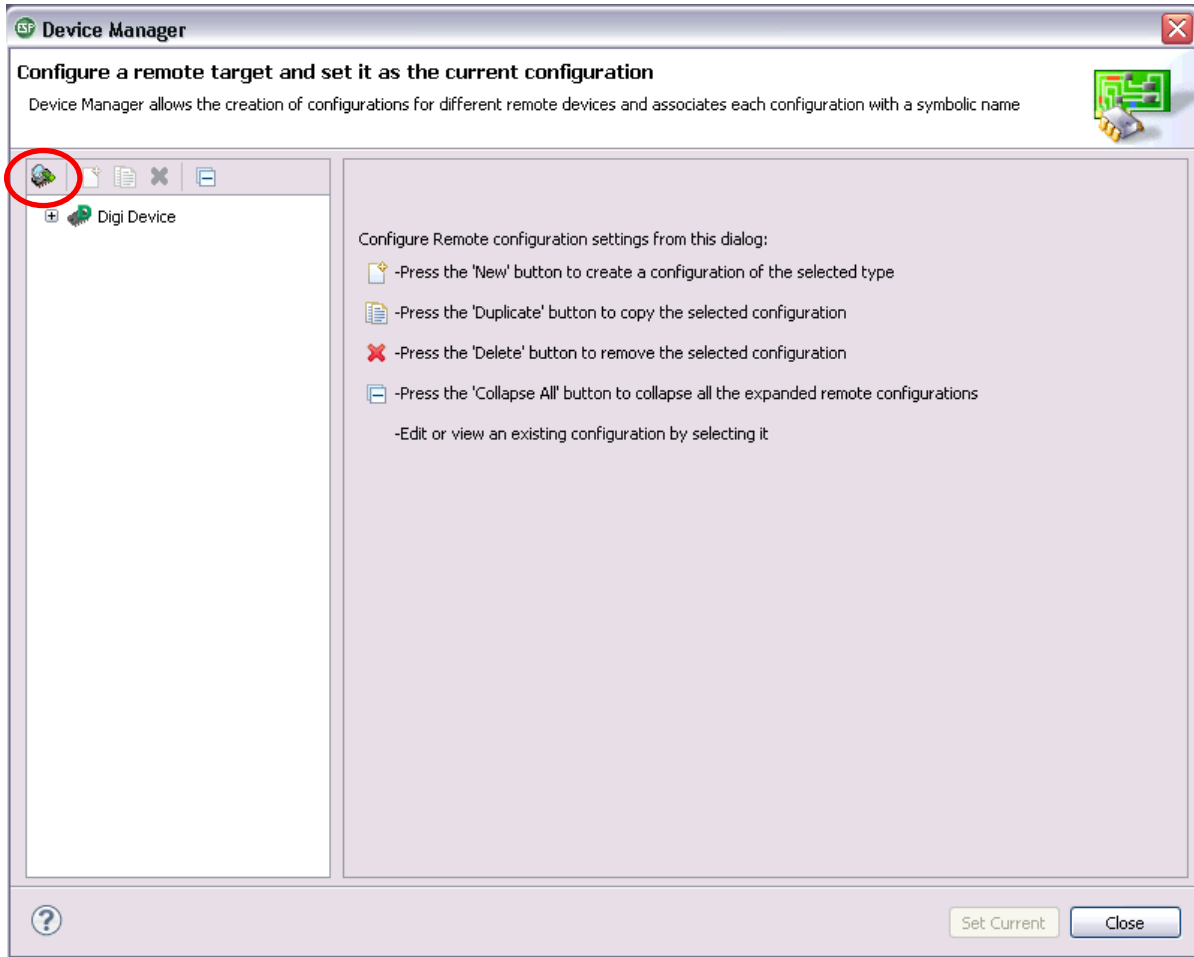 ESP Device Manager
Configure a remote target and set it as the current configuration
Device Manager allows the creation of configurations for different remote devices and associates each configuration with a symbolic name
Digi Device
Configure Remote configuration settings from this dialog:
-Press the 'New' button to create a configuration of the selected type
-Press the 'Duplicate' button to copy the selected configuration
-Press the 'Delete' button to remove the selected configuration
-Press the 'Collapse All' button to collapse all the expanded remote configurations
-Edit or view an existing configuration by selecting it
Set Current Close